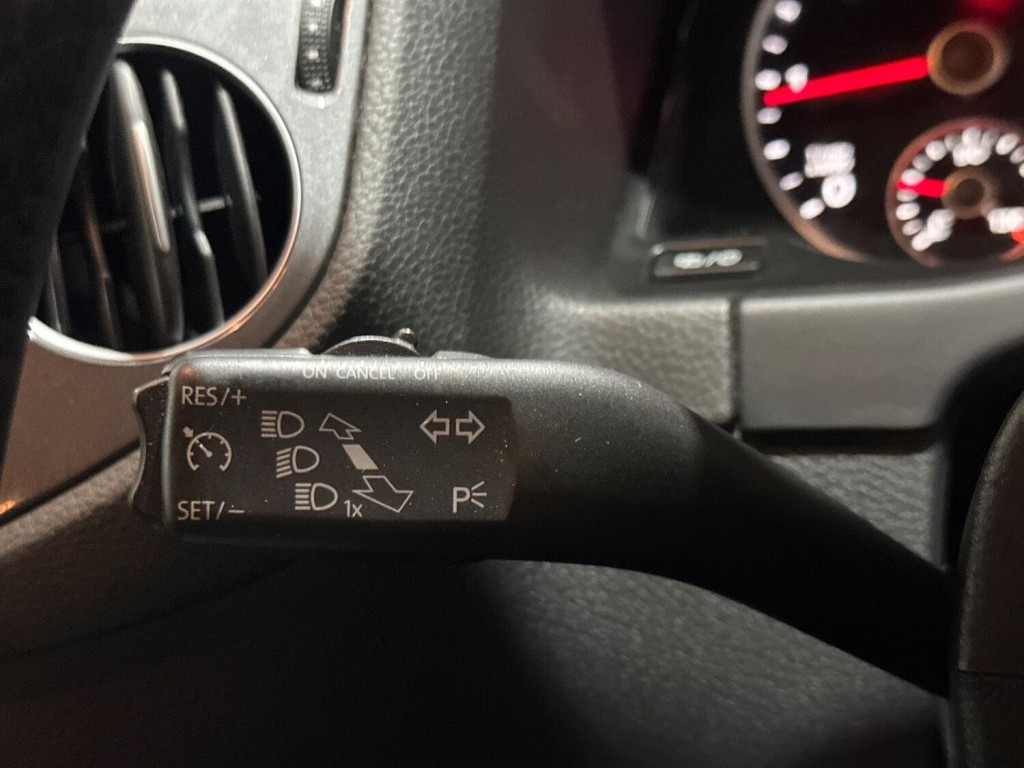 ON CANCEL OFF
RES/+
SET/-
1x
P